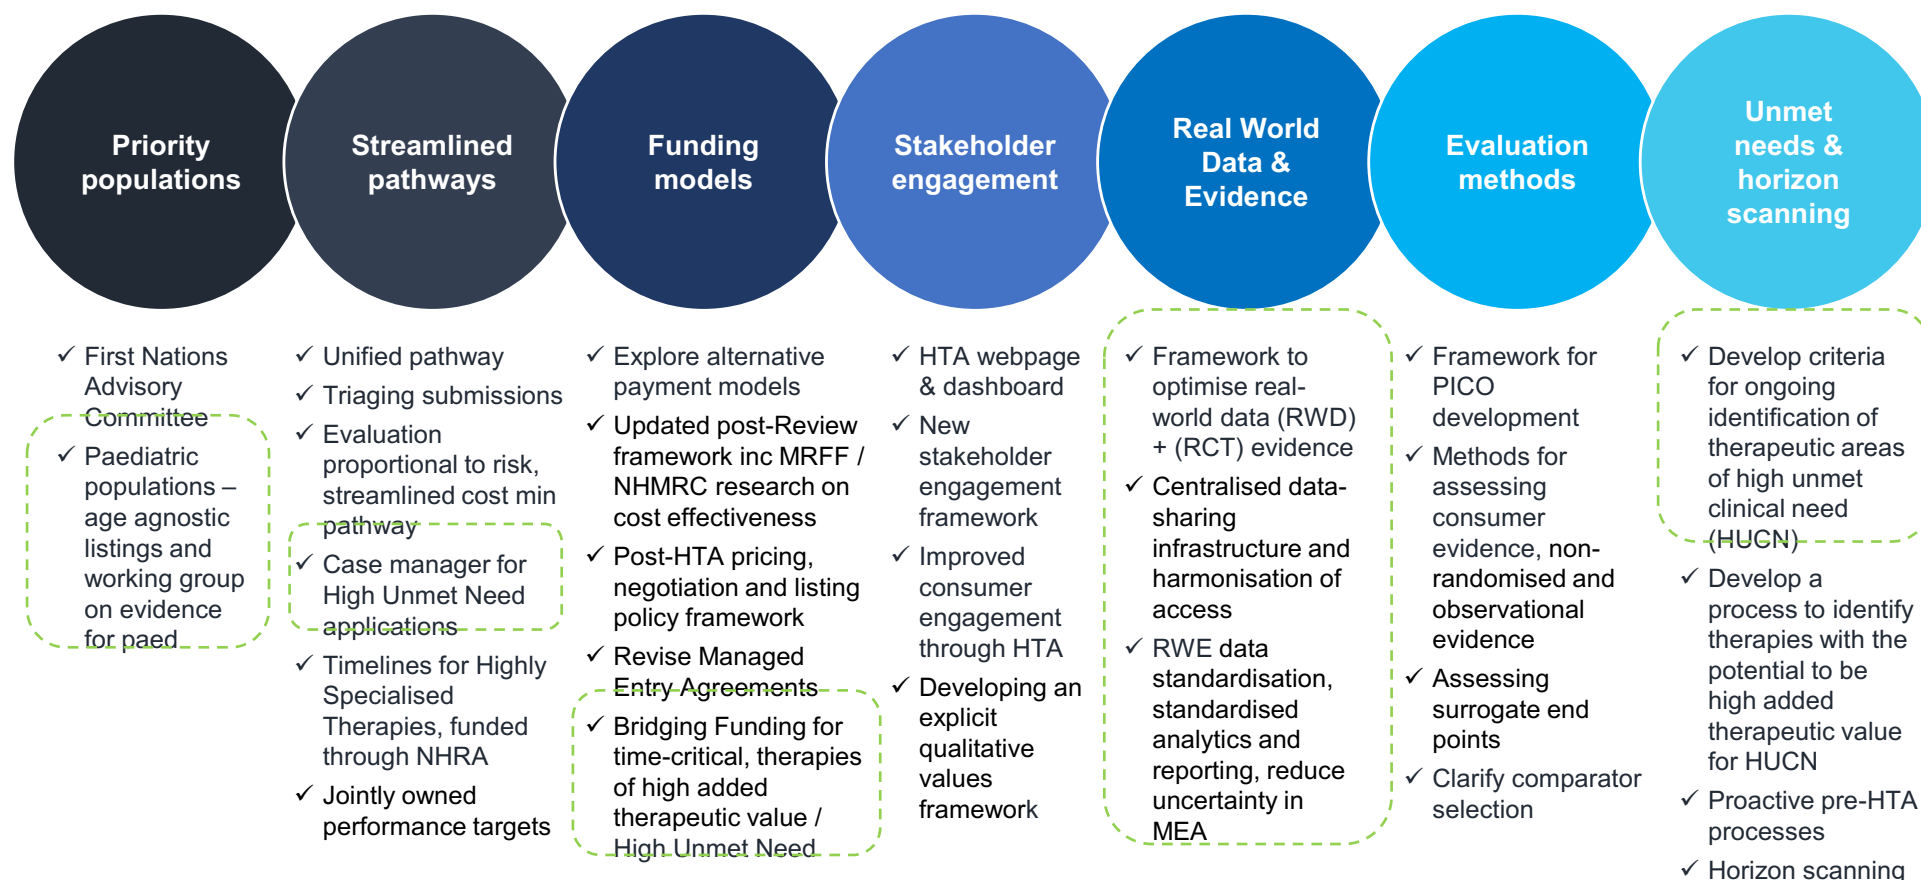 Priority
populations
Streamlined
pathways
Funding
models
Stakeholder
engagement
Real World
Data &
Evidence
Evaluation
methods
Unmet
needs &
horizon
scanning
✓ First Nations
Advisory
Committee
✓ Paediatric
populations –
age agnostic
listings and
working group
on evidence
for paed
✓ Unified pathway
✓ Triaging submissions
✓ Evaluation
proportional to risk,
streamlined cost min
pathway
✓ Case manager for
High Unmet Need
applications
✓ Timelines for Highly
Specialised
Therapies, funded
through NHRA
✓ Jointly owned
performance targets
✓ Explore alternative
payment models
✓ Updated post-Review
framework inc MRFF /
NHMRC research on
cost effectiveness
✓ Post-HTA pricing,
negotiation and listing
policy framework
✓ Revise Managed
Entry Agreements
✓ Bridging Funding for
time-critical, therapies
of high added
therapeutic value /
High Unmet Need
✓ HTA webpage
& dashboard
✓ New
stakeholder
engagement
framework
✓ Improved
consumer
engagement
through HTA
✓ Developing an
explicit
qualitative
values
framework
✓ Framework to
optimise real-
world data (RWD)
+ (RCT) evidence
✓ Centralised data-
sharing
infrastructure and
harmonisation of
access
✓ RWE data
standardisation,
standardised
analytics and
reporting, reduce
uncertainty in
MEA
✓ Framework for
PICO
development
✓ Methods for
assessing
consumer
evidence, non-
randomised and
observational
evidence
✓ Assessing
surrogate end
points
✓ Clarify comparator
selection
✓ Develop criteria
for ongoing
identification of
therapeutic areas
of high unmet
clinical need
(HUCN)
✓ Develop a
process to identify
therapies with the
potential to be
high added
therapeutic value
for HUCN
✓ Proactive pre-HTA
processes
✓ Horizon scanning